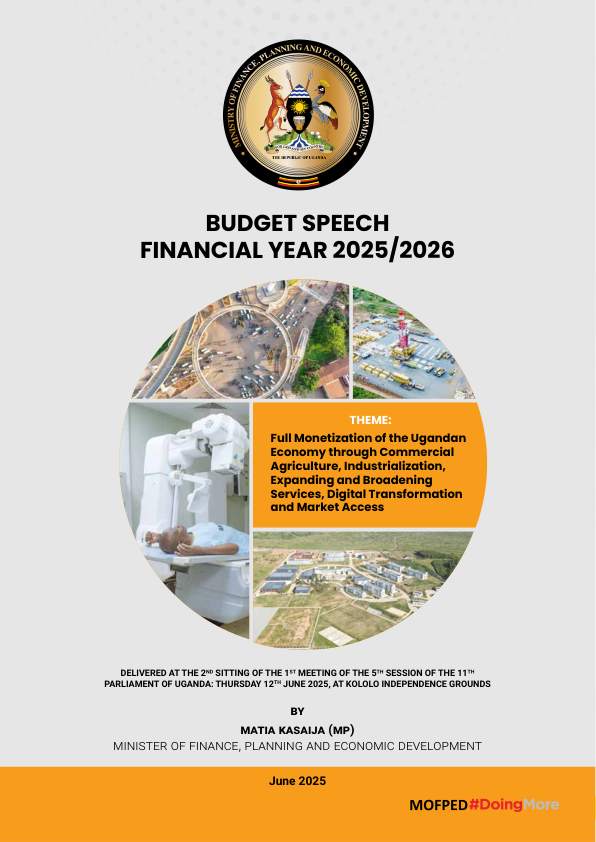 MINISTRY OF FINANCE, PLANNING AND ECONOMIC DEVELOPMENT
FOR GOD AND MY COUNTRY
THE REPUBLIC OF UGANDA
BUDGET SPEECH
FINANCIAL YEAR 2025/2026
THEME:
Full Monetization of the Ugandan
Economy through Commercial
Agriculture, Industrialization,
Expanding and Broadening
Services, Digital Transformation
and Market Access
DELIVERED AT THE 2ND SITTING OF THE 1ST MEETING OF THE 5TH SESSION OF THE 11TH
PARLIAMENT OF UGANDA: THURSDAY 12TH JUNE 2025, AT KOLOLO INDEPENDENCE GROUNDS
BY
MATIA KASAIJA (MP)
MINISTER OF FINANCE, PLANNING AND ECONOMIC DEVELOPMENT
June 2025
MOFPED #DoingMore